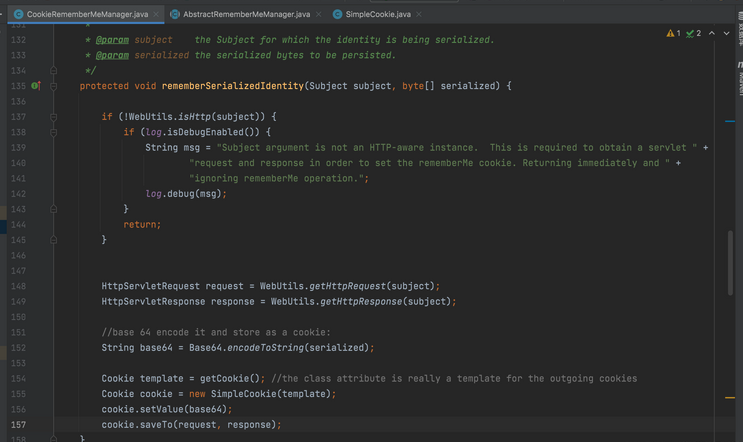 CookieRememberMeManager.java
AbstractRememberMeManager.java
SimpleCookie.java
1 2
131 *
132 * @param subject    the Subject for which the identity is being serialized.
133 * @param serialized the serialized bytes to be persisted.
134 */
135 protected void rememberSerializedIdentity(Subject subject, byte[] serialized) {
136
137 if (!WebUtils.isHttp(subject)) {
138 if (log.isDebugEnabled()) {
139 String msg = "Subject argument is not an HTTP-aware instance.  This is required to obtain a servlet " +
140 "request and response in order to set the rememberMe cookie. Returning immediately and " +
141 "ignoring rememberMe operation.";
142 log.debug(msg);
143 }
144 return;
145 }
146
147
148 HttpServletRequest request = WebUtils.getHttpRequest(subject);
149 HttpServletResponse response = WebUtils.getHttpResponse(subject);
150
151 //base 64 encode it and store as a cookie:
152 String base64 = Base64.encodeToString(serialized);
153
154 Cookie template = getCookie(); //the class attribute is really a template for the outgoing cookies
155 Cookie cookie = new SimpleCookie(template);
156 cookie.setValue(base64);
157 cookie.saveTo(request, response);
158 }
Maven